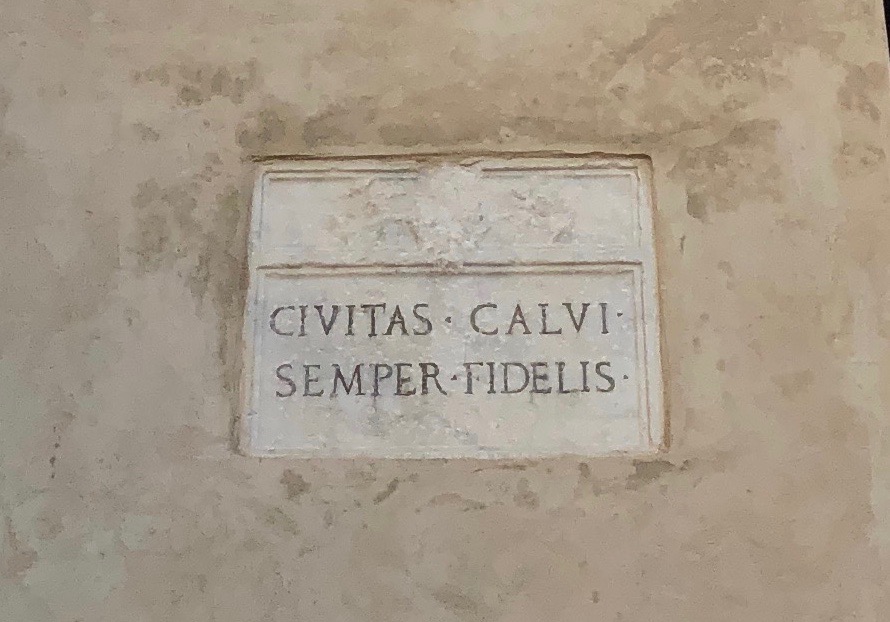 CIVITAS · CALVI ·
SEMPER · FIDELIS ·